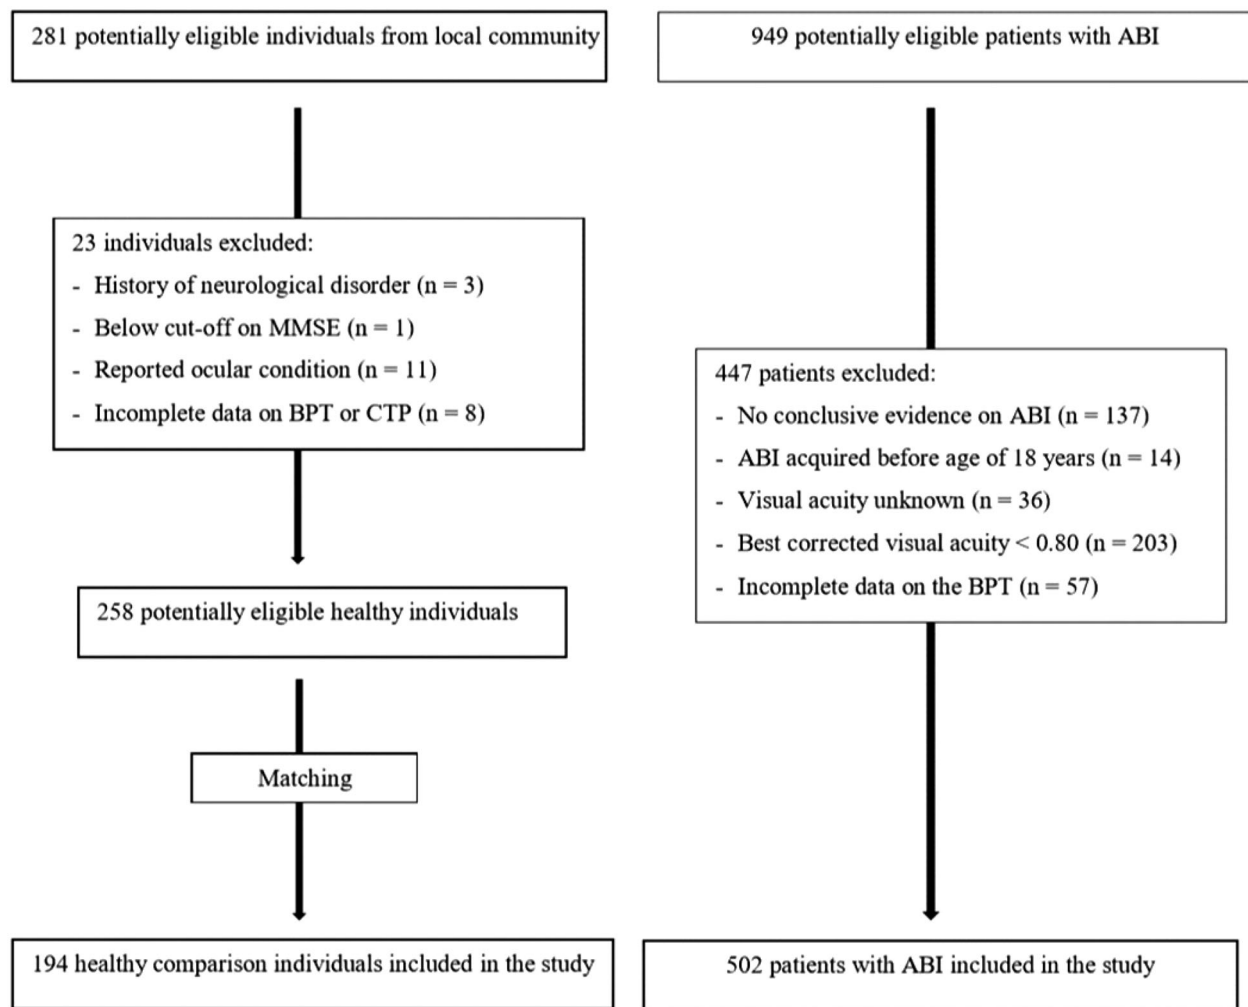 281 potentially eligible individuals from local community
23 individuals excluded:
- History of neurological disorder (n = 3)
- Below cut-off on MMSE (n = 1)
- Reported ocular condition (n = 11)
- Incomplete data on BPT or CTP (n = 8)
258 potentially eligible healthy individuals
Matching
194 healthy comparison individuals included in the study
949 potentially eligible patients with ABI
447 patients excluded:
- No conclusive evidence on ABI (n = 137)
- ABI acquired before age of 18 years (n = 14)
- Visual acuity unknown (n = 36)
- Best corrected visual acuity < 0.80 (n = 203)
- Incomplete data on the BPT (n = 57)
502 patients with ABI included in the study